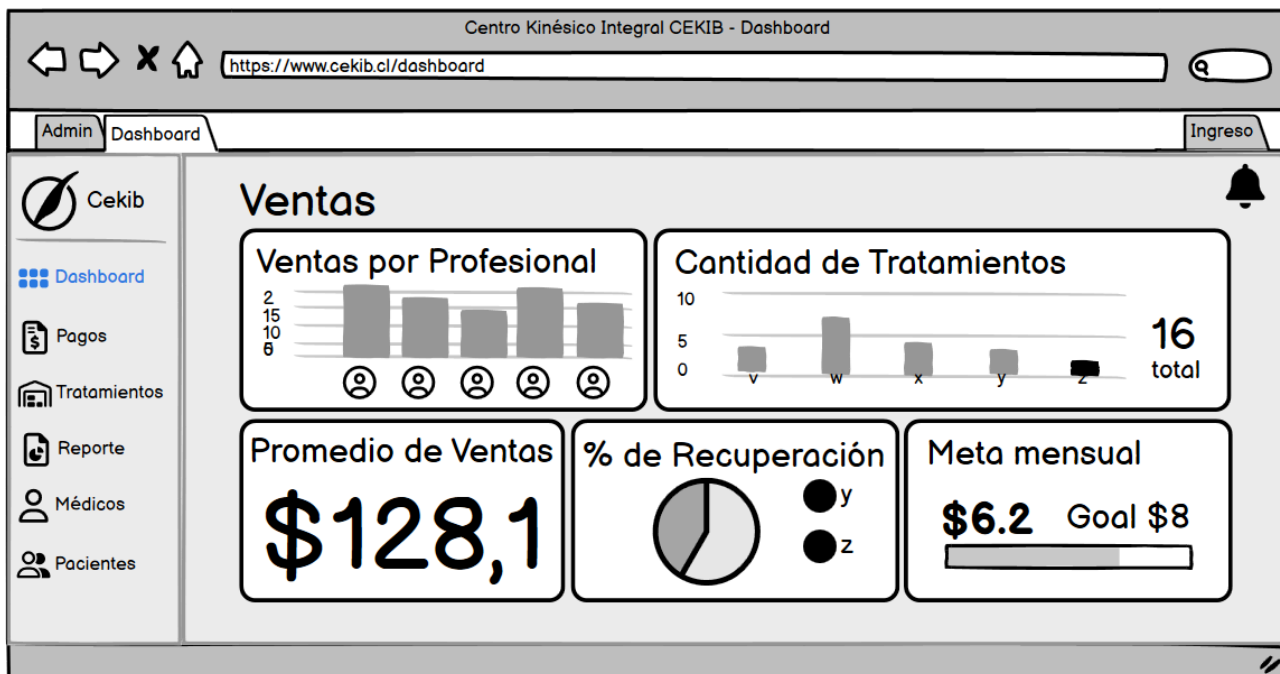 Centro Kinésico Integral CEKIB - Dashboard
https://www.cekib.cl/dashboard
Admin
Dashboard
Ingreso
Cekib
Dashboard
Pagos
Tratamientos
Reporte
Médicos
Pacientes
Ventas
Ventas por Profesional
2
15
10
5
0
Cantidad de Tratamientos
10
5
0
v
w
x
y
z
16
total
Promedio de Ventas
$128,1
% de Recuperación
y
z
Meta mensual
$6.2 Goal $8